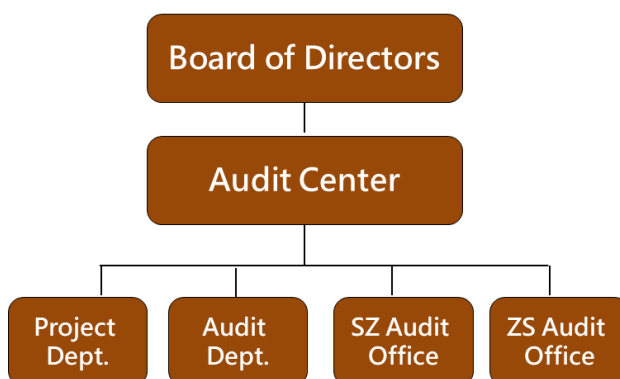 Board of Directors
Audit Center
Project
Dept.
Audit
Dept.
SZ Audit
Office
ZS Audit
Office